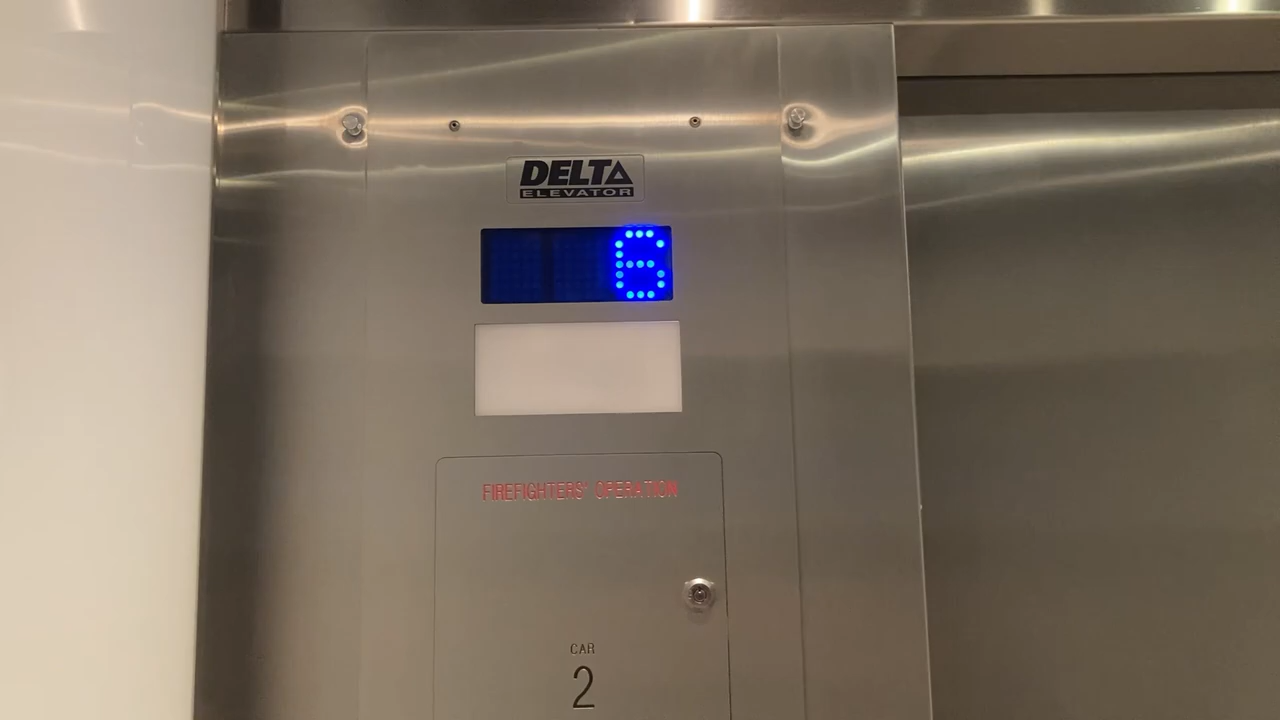 DELTA
ELEVATOR
6
FIREFIGHTERS' OPERATION
CAR
2